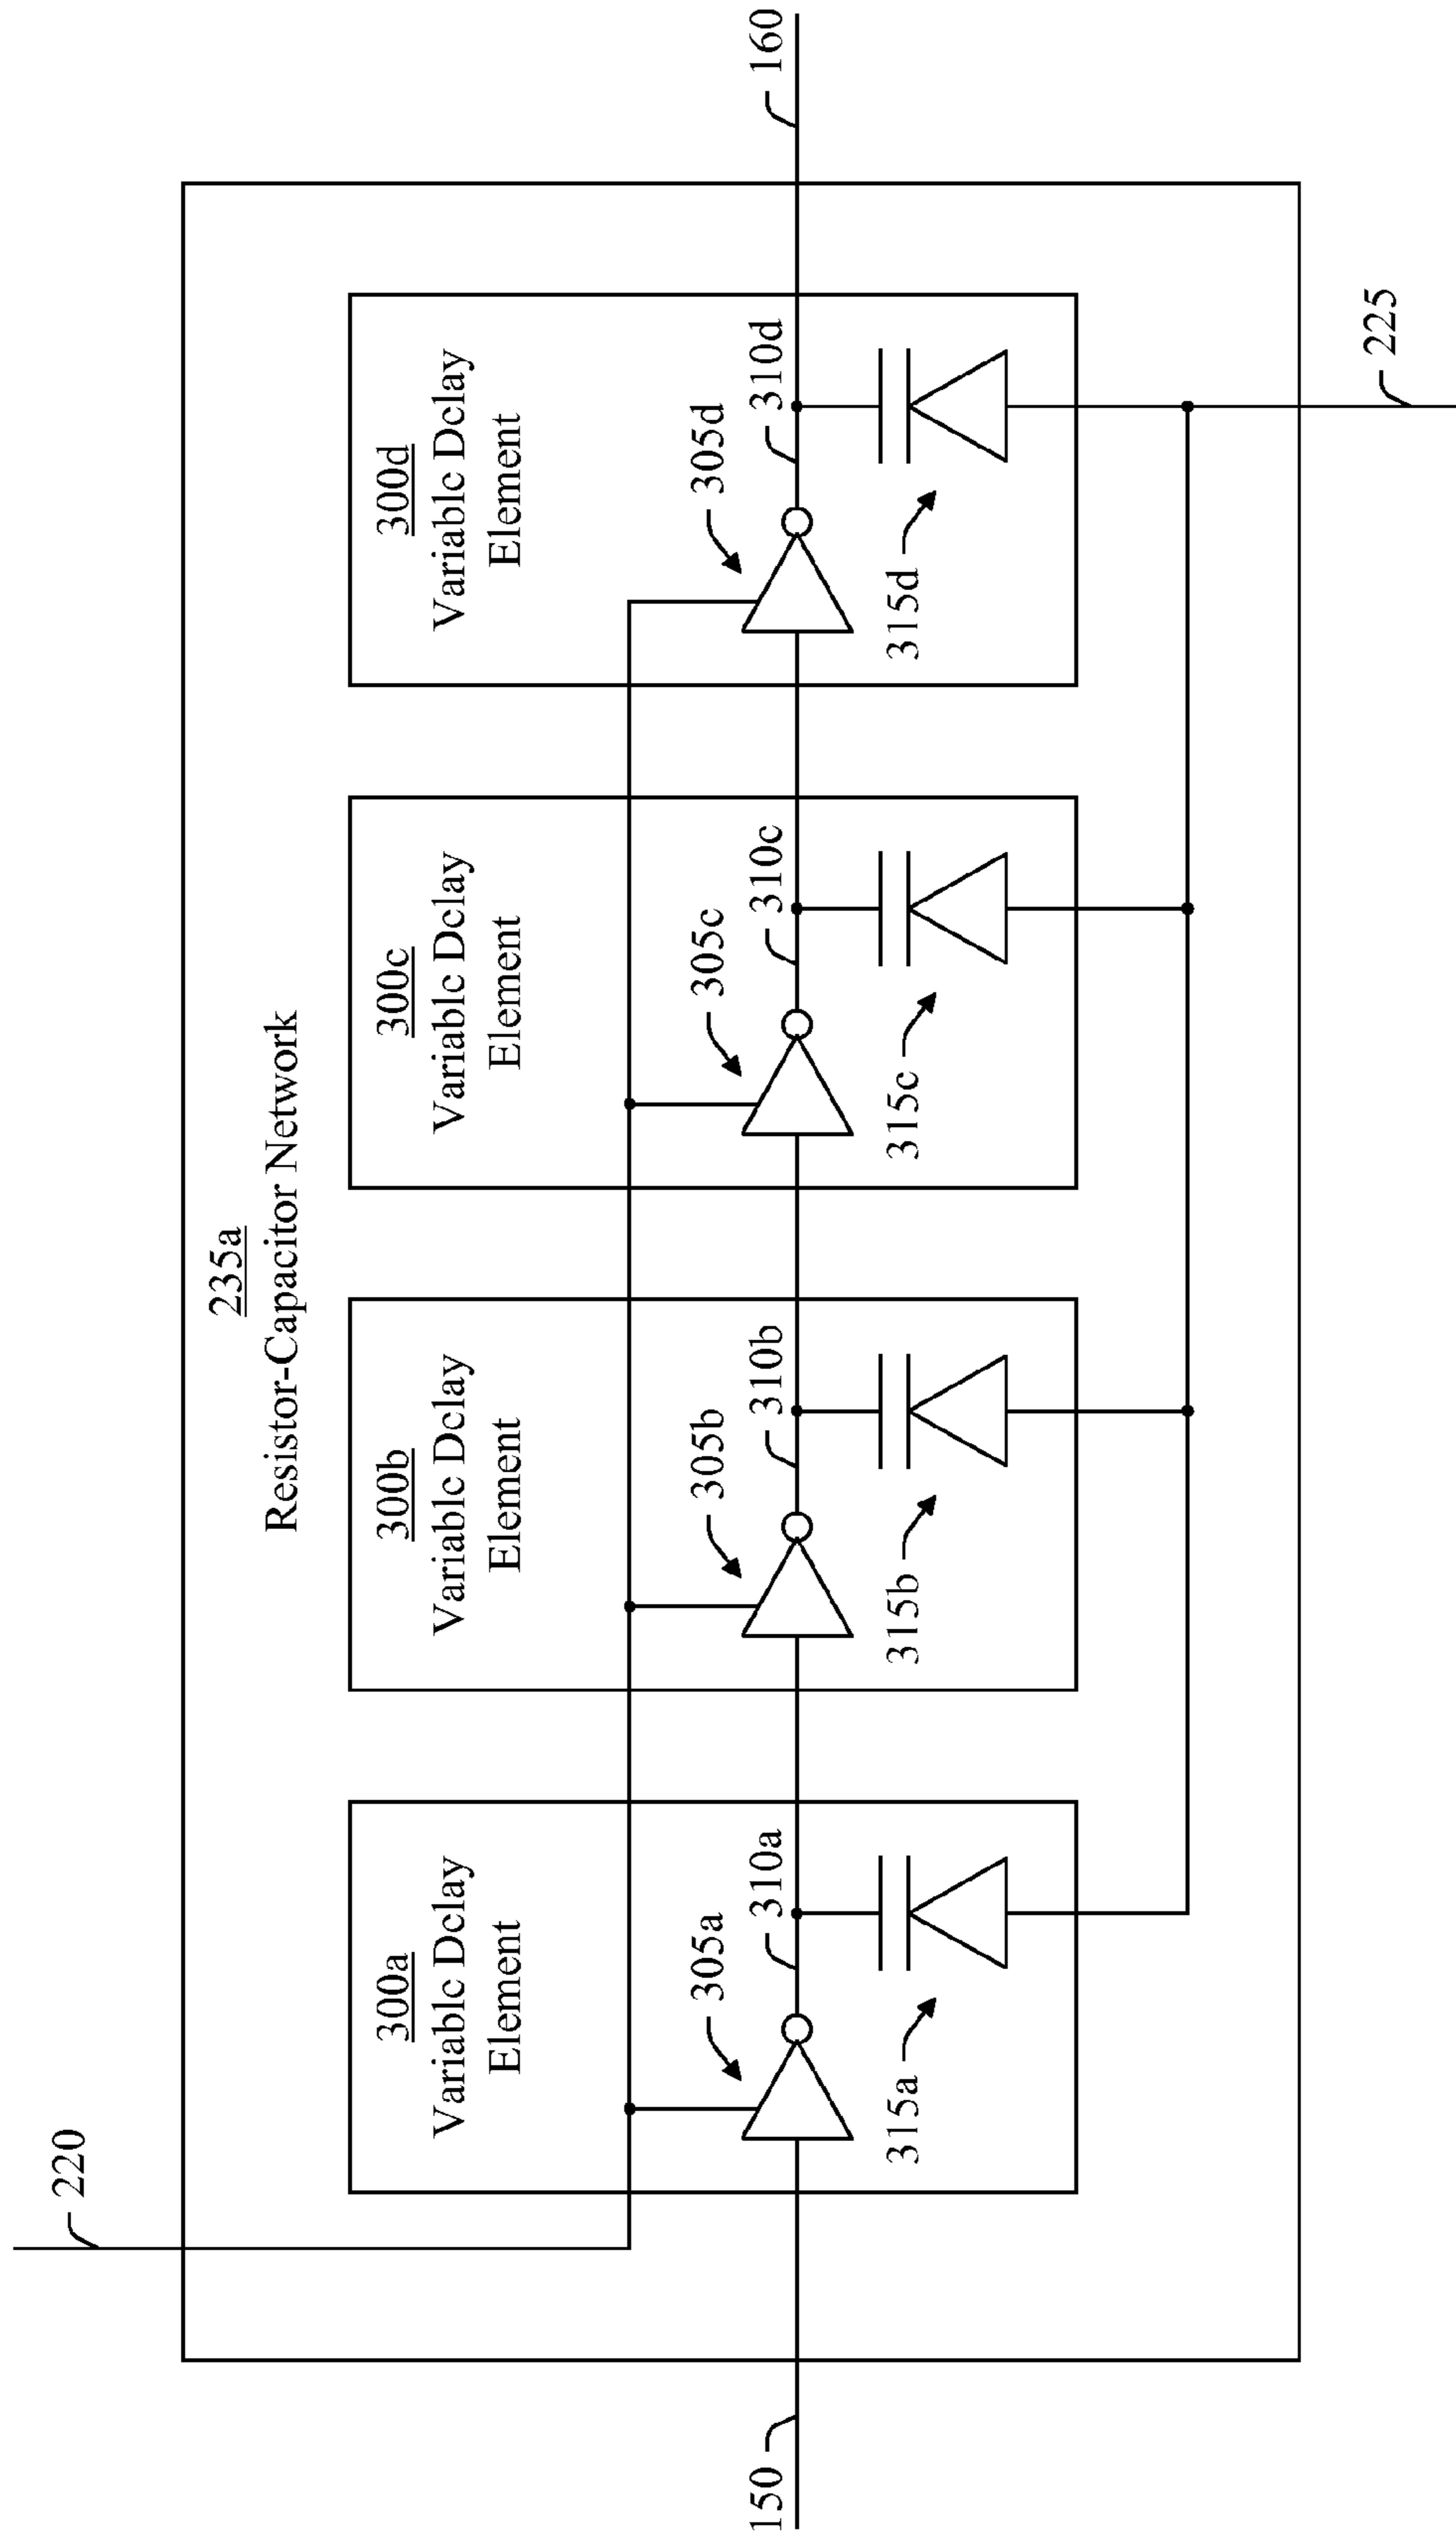 235a
Resistor-Capacitor Network
220
300a
Variable Delay
Element
300b
Variable Delay
Element
300c
Variable Delay
Element
300d
Variable Delay
Element
305a
305b
305c
305d
150
310a
310b
310c
310d
160
315a
315b
315c
315d
225